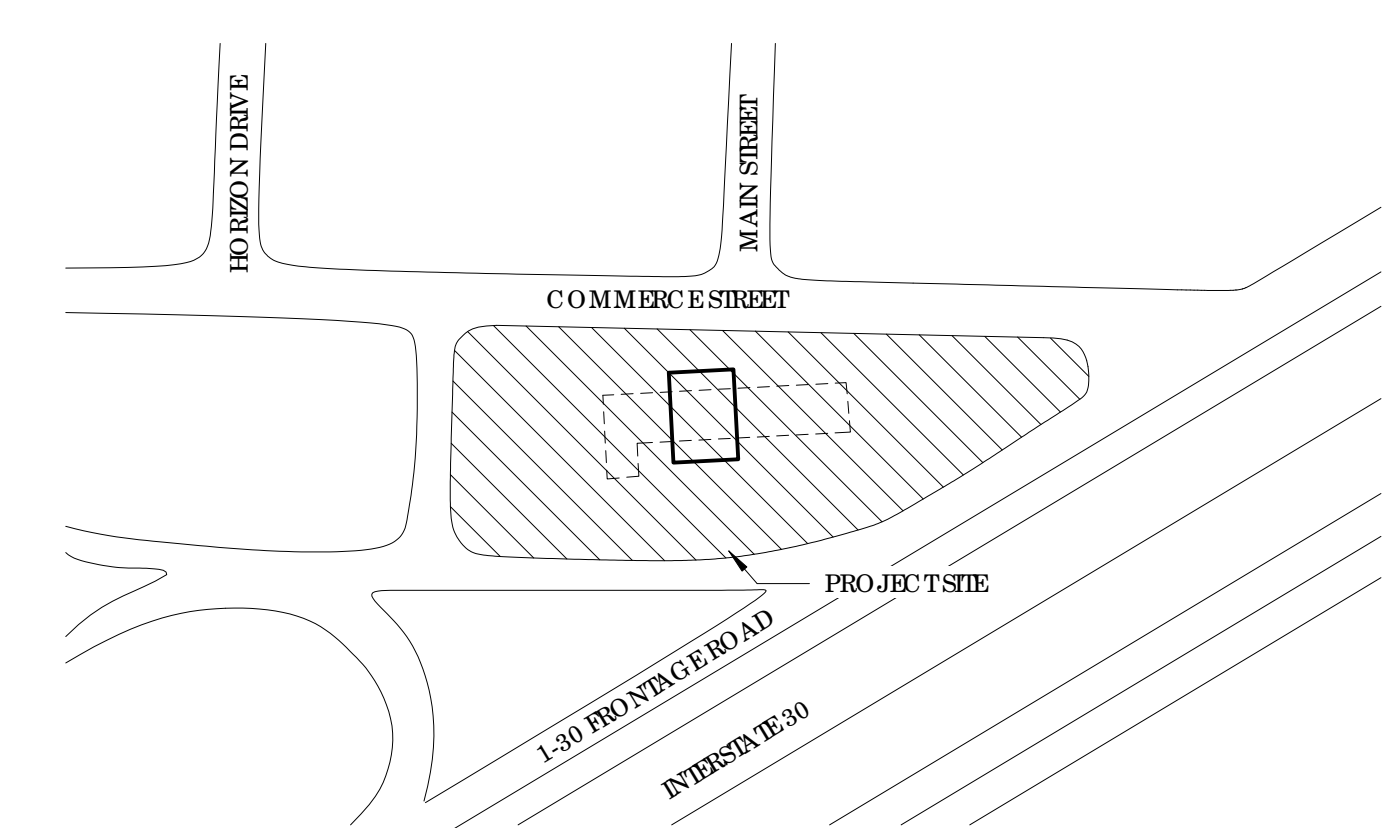 HORIZON DRIVE
MAIN STREET
COMMERCE STREET
PROJECT SITE
1-30 FRONTAGE ROAD
INTERSTATE 30